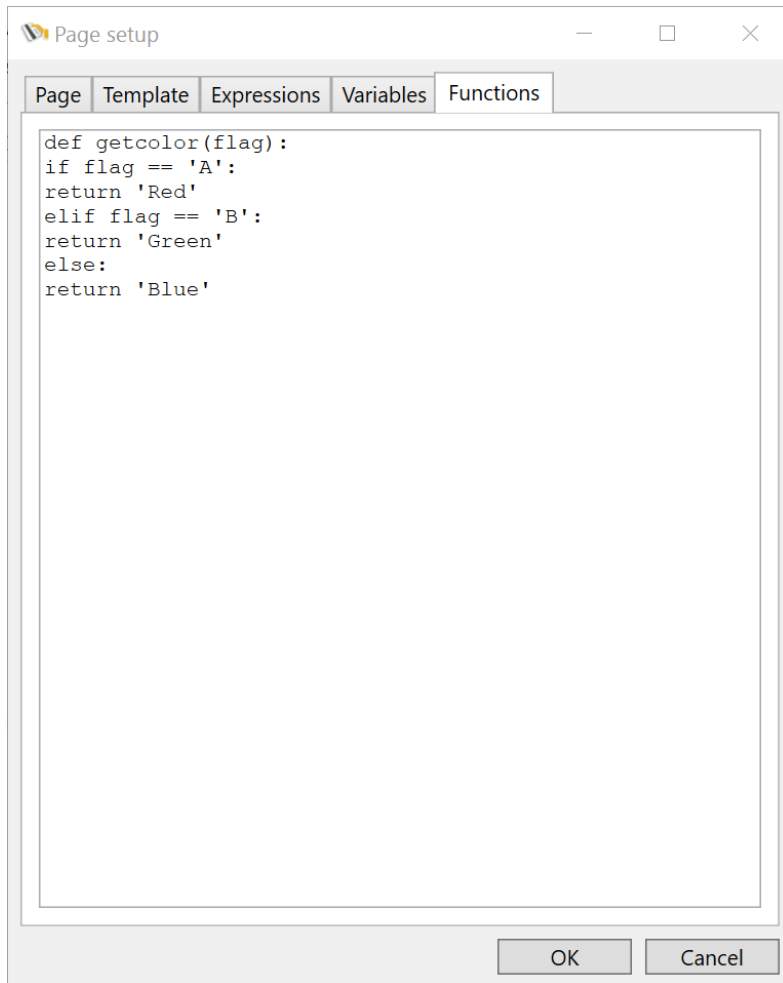 Page setup
Page Template Expressions Variables Functions
def getcolor(flag):
if flag == 'A':
return 'Red'
elif flag == 'B':
return 'Green'
else:
return 'Blue'
OK Cancel